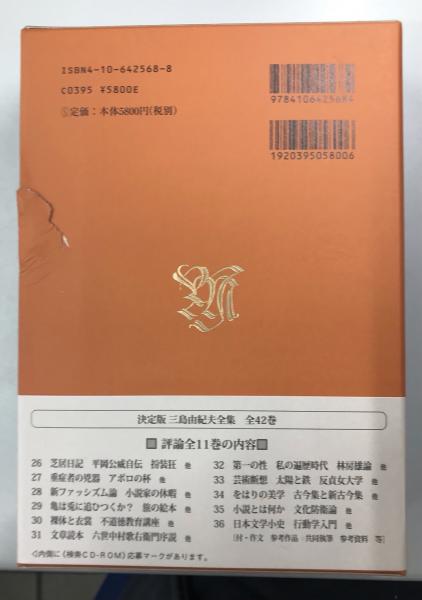 ISBN4-10-642568-8
C0395 ¥5800E
Ⓢ定価：本体5800円(税別)
9784106425684
1920395058006
決定版 三島由紀夫全集 全42巻
評論全11巻の内容
26 芝居日記 平岡公威自伝 扮装狂 他
27 重症者の兇器 アポロの杯 他
28 新ファッシズム論 小説家の休暇 他
29 亀は兎に追ひつくか？ 旅の絵本 他
30 裸体と衣裳 不道徳教育講座 他
31 文章読本 六世中村歌右衛門序説 他
32 第一の性 私の遍歴時代 林房雄論 他
33 芸術断想 太陽と鉄 反貞女大学 他
34 をはりの美学 古今集と新古今集 他
35 小説とは何か 文化防衛論 他
36 日本文学小史 行動学入門 他
[付・作文 参考作品 共同執筆 参考資料 等]
◁内側に〈検索CD-ROM〉応募マークがあります。